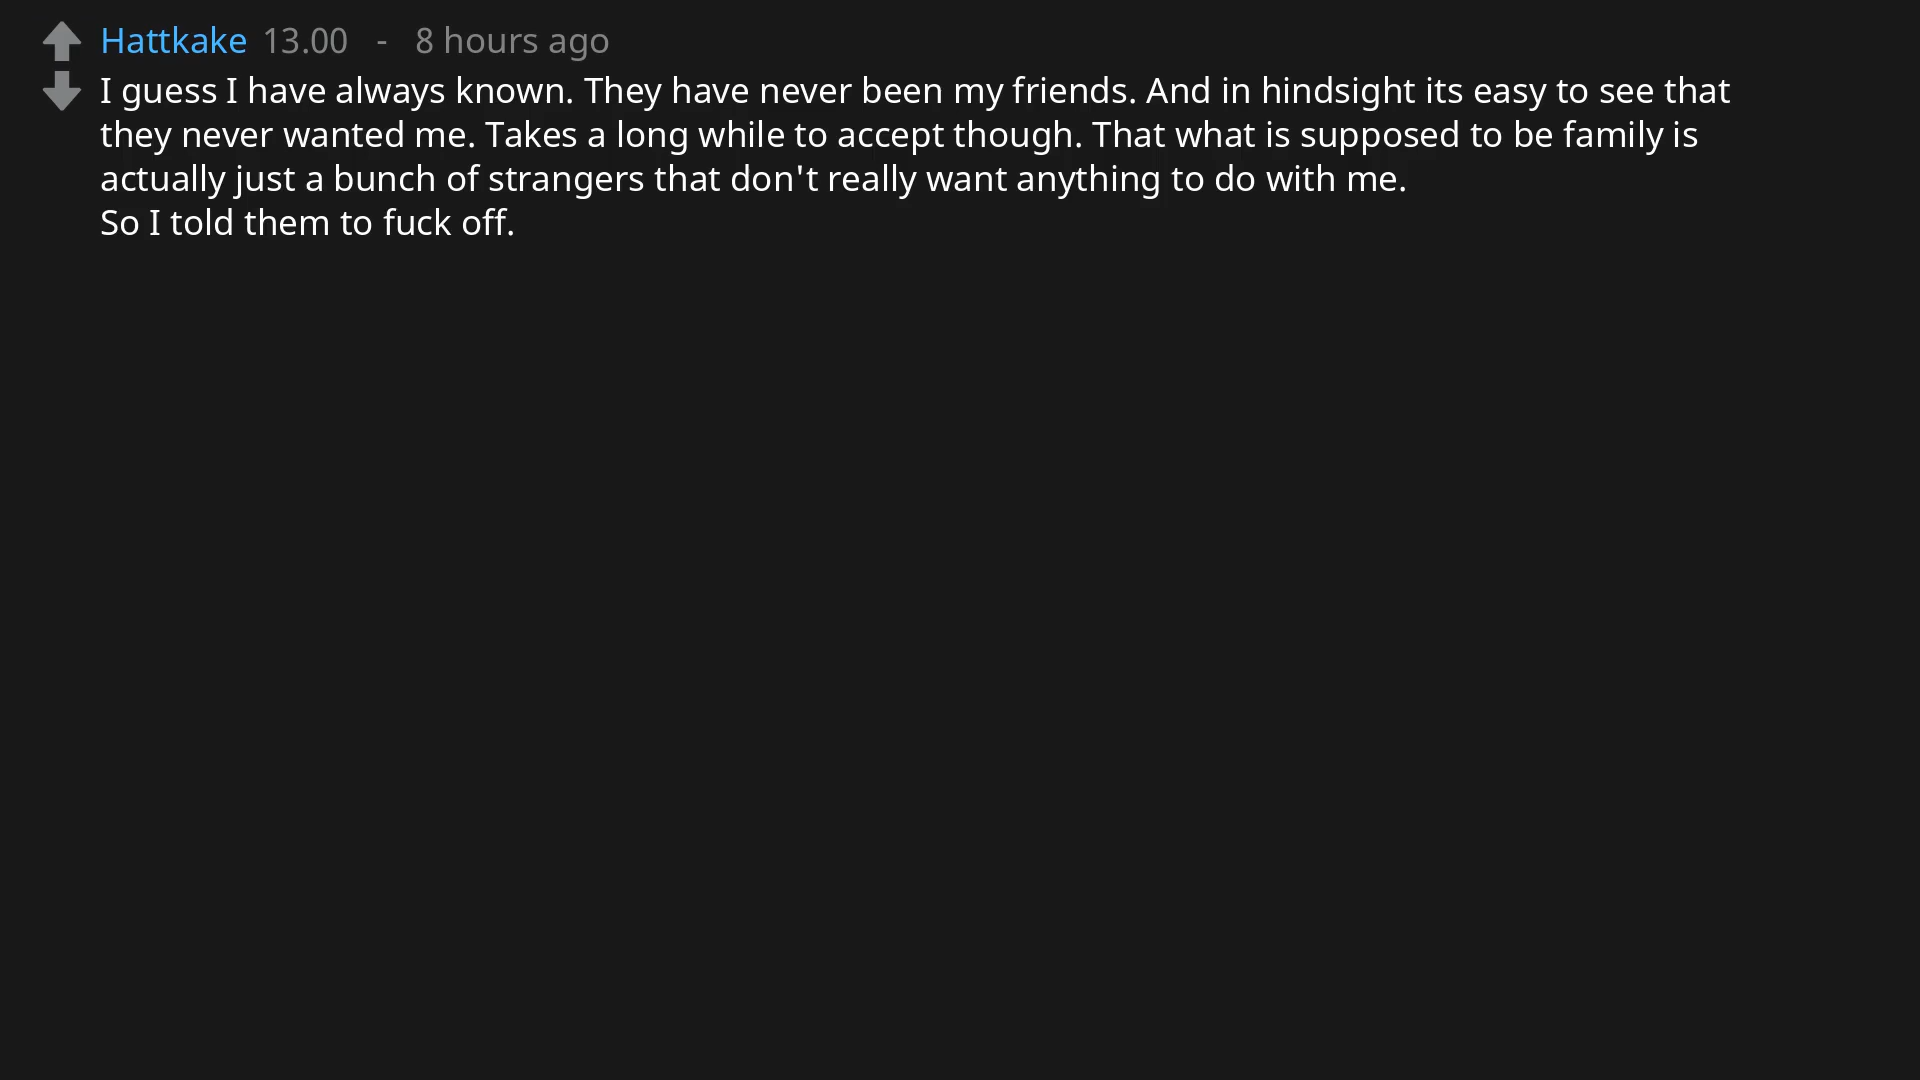 Hattkake 13.00 - 8 hours ago
I guess I have always known. They have never been my friends. And in hindsight its easy to see that
they never wanted me. Takes a long while to accept though. That what is supposed to be family is
actually just a bunch of strangers that don't really want anything to do with me.
So I told them to fuck off.